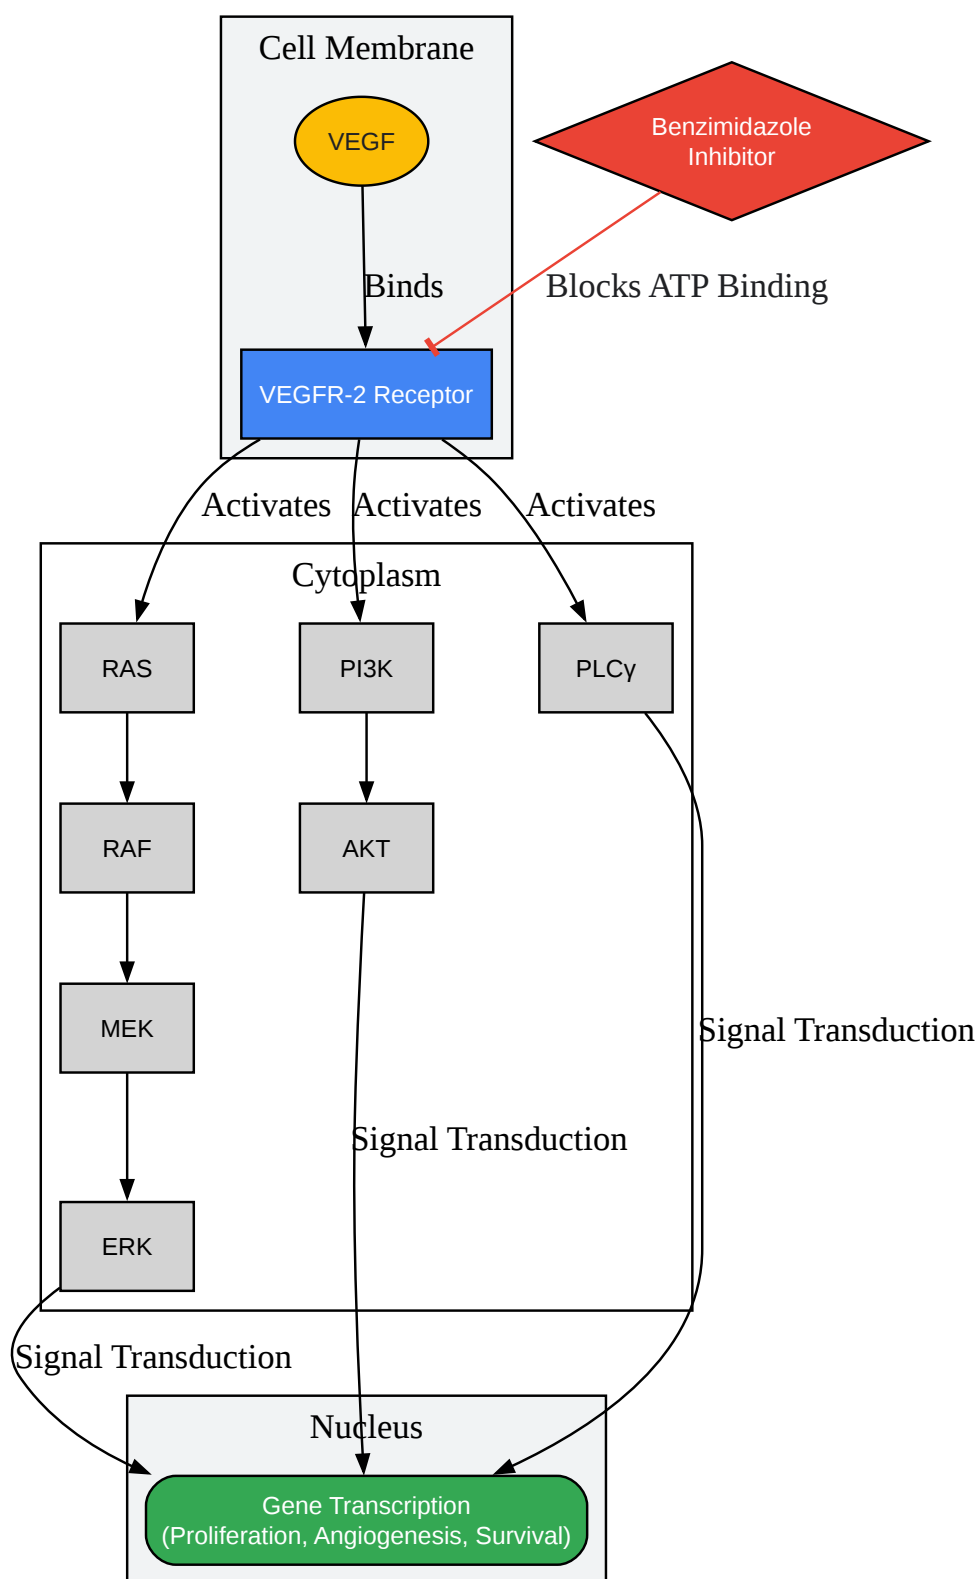 Cell Membrane
VEGF
Benzimidazole
Inhibitor
Binds
Blocks ATP Binding
VEGFR-2 Receptor
Activates
Activates
Activates
Cytoplasm
RAS
PI3K
PLCγ
RAF
AKT
MEK
Signal Transduction
Signal Transduction
ERK
Signal Transduction
Nucleus
Gene Transcription
(Proliferation, Angiogenesis, Survival)